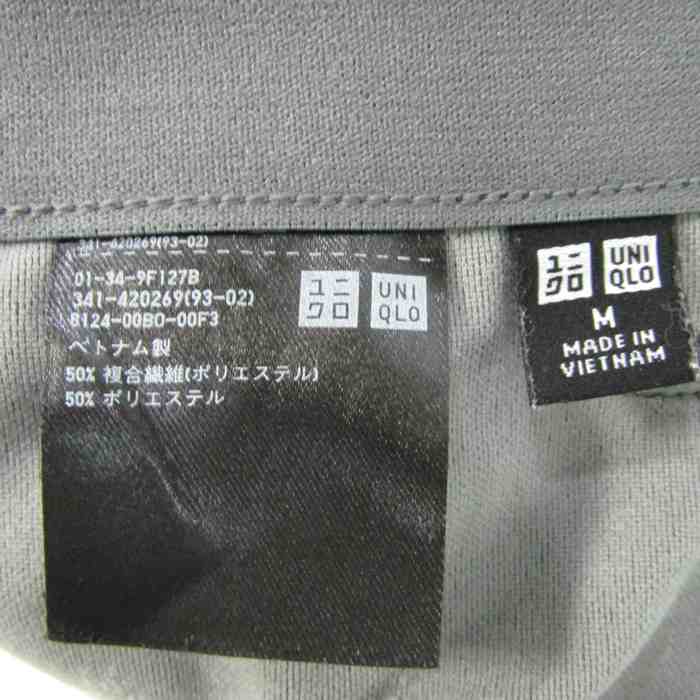 341-420269(93-02)
01-34-9F127B
341-420269(93-02)
8124-00B0-00F3
ベトナム製
50% 複合繊維(ポリエステル)
50% ポリエステル
ユニ
クロ
UNI
QLO
ユニ
クロ
UNI
QLO
M
MADE IN
VIETNAM